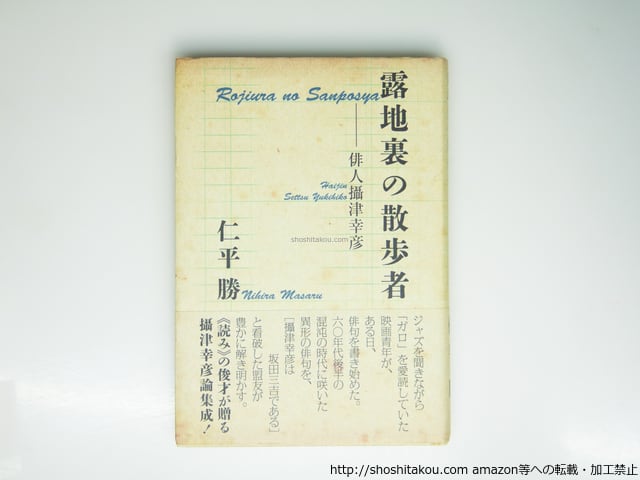 露地裏の散歩者
Rojiura no Sanposya
——俳人攝津幸彦
Haijin
Settsu Yukihiko
shoshitakou.com
仁平勝
Nihira Masaru
ジャズを聞きながら
「ガロ」を愛読していた
映画青年が、
ある日、
俳句を書き始めた。
六〇年代後半の
混沌の時代に咲いた
異形の俳句を、
[攝津幸彦は
坂田三吉である]
と看破した盟友が
豊かに解き明かす。
《読み》の俊才が贈る
攝津幸彦論集成！
http://shoshitakou.com amazon等への転載・加工禁止